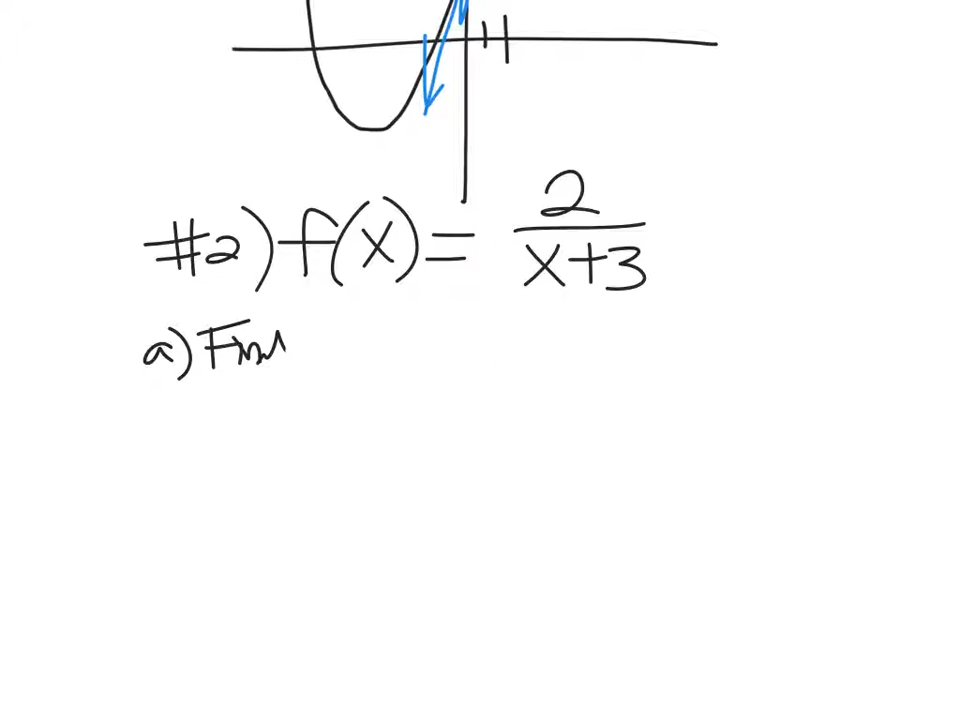 #2) f(x) = 2/(x+3)
a) Find